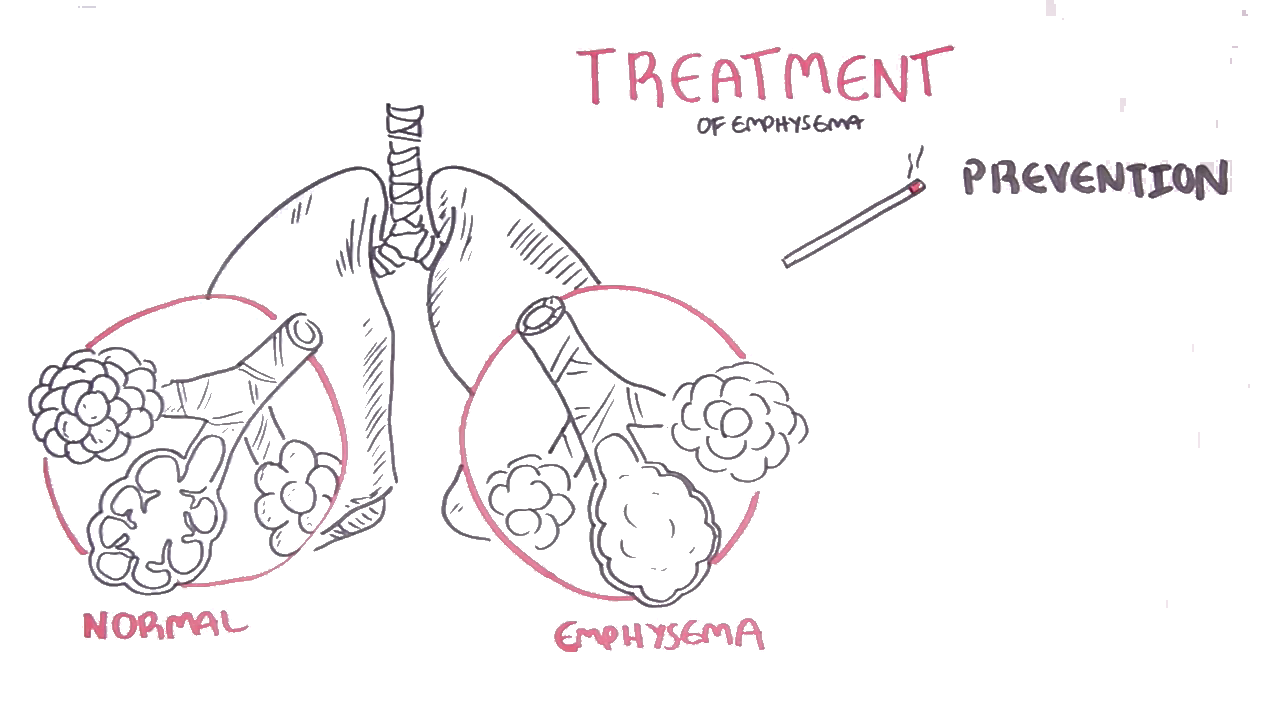 TREATMENT
OF EMPHYSEMA
PREVENTION
NORMAL
EMPHYSEMA